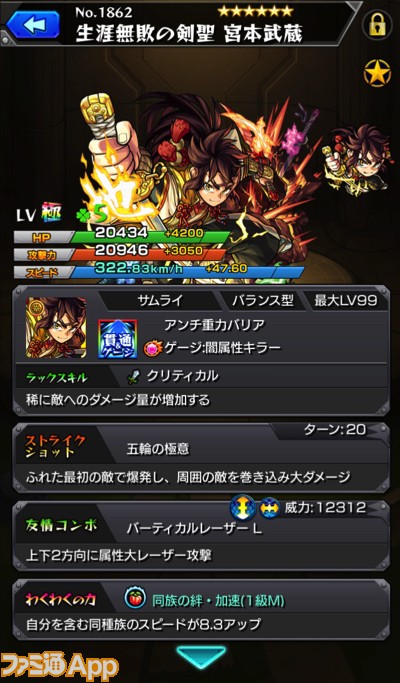 No.1862 ★★★★★★
生涯無敗の剣聖 宮本武蔵
LV 極 +5
HP 20434 +4200
攻撃力 20946 +3050
スピード 322.83km/h +47.60
サムライ バランス型 最大LV99
アンチ重力バリア
貫通 & ゲージ ゲージ:闇属性キラー
ラックスキル クリティカル
稀に敵へのダメージ量が増加する
ターン:20
ストライクショット 五輪の極意
ふれた最初の敵で爆発し、周囲の敵を巻き込み大ダメージ
威力:12312
友情コンボ バーティカルレーザー L
上下2方向に属性大レーザー攻撃
わくわくの力 同族の絆・加速(1級M)
自分を含む同種族のスピードが8.3アップ
ファミ通App